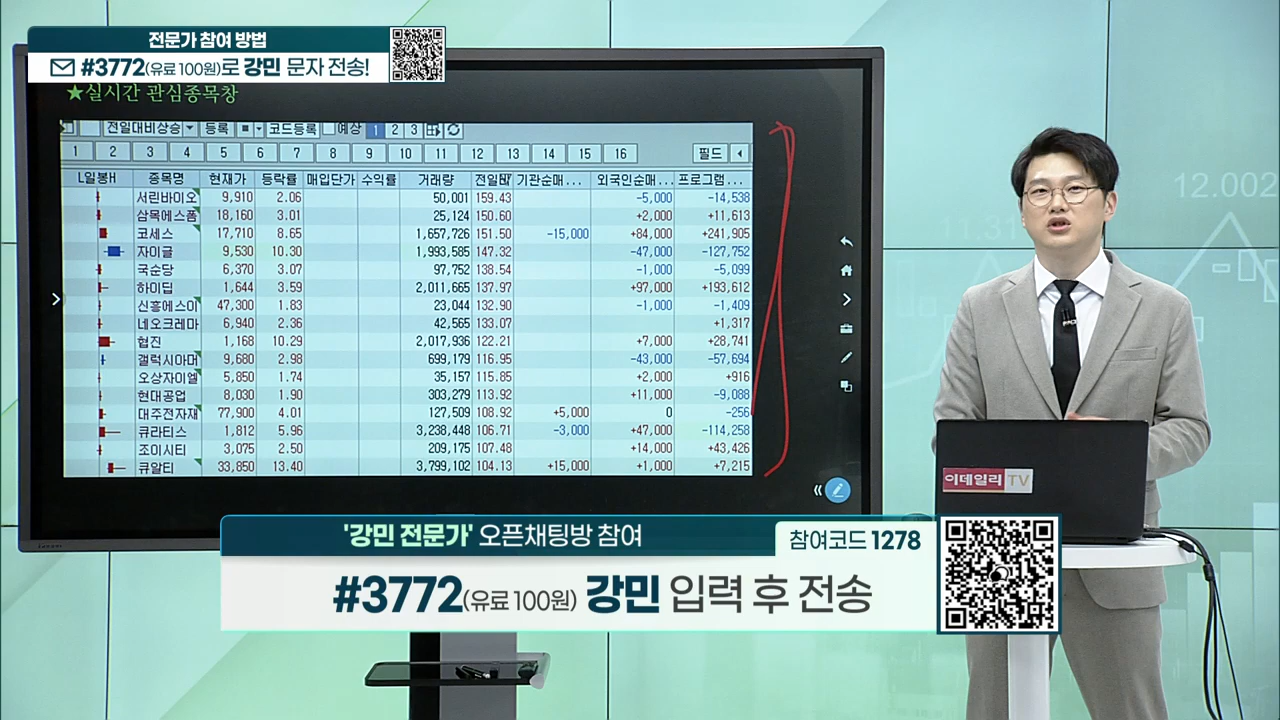 전문가 참여 방법
#3772(유료 100원)로 강민 문자 전송!
★실시간 관심종목창
전일대비상승 등록 코드등록 예상 1 2 3
1 2 3 4 5 6 7 8 9 10 11 12 13 14 15 16 필드
L일봉H 종목명 현재가 등락률 매입단가 수익률 거래량 전일 기관순매... 외국인순매... 프로그램...
서린바이오 9,910 2.06 50,001 159.43 -5,000 -14,538
삼목에스폼 18,160 3.01 25,124 150.60 +2,000 +11,613
코세스 17,710 8.65 1,657,726 151.50 -15,000 +84,000 +241,905
자이글 9,530 10.30 1,993,585 147.32 -47,000 -127,752
국순당 6,370 3.07 97,752 138.54 -1,000 -5,099
하이딥 1,644 3.59 2,011,665 137.97 +97,000 +193,612
신흥에스이 47,300 1.83 23,044 132.90 -1,000 -1,409
네오크레마 6,940 2.36 42,565 133.07 +1,317
협진 1,168 10.29 2,017,936 122.21 +7,000 +28,741
갤럭시아머 9,680 2.98 699,179 116.95 -43,000 -57,694
오상자이엘 5,850 1.74 35,157 115.85 +2,000 +916
현대공업 8,030 1.90 303,279 113.92 +11,000 -9,088
대주전자재 77,900 4.01 127,509 108.92 +5,000 0 -256
큐라티스 1,812 5.96 3,238,448 106.71 -3,000 +47,000 -114,258
조이시티 3,075 2.50 209,175 107.48 +14,000 +43,426
큐알티 33,850 13.40 3,799,102 104.13 +15,000 +1,000 +7,215
12.002
11.31
이데일리 TV
'강민 전문가' 오픈채팅방 참여
참여코드 1278
#3772(유료 100원) 강민 입력 후 전송